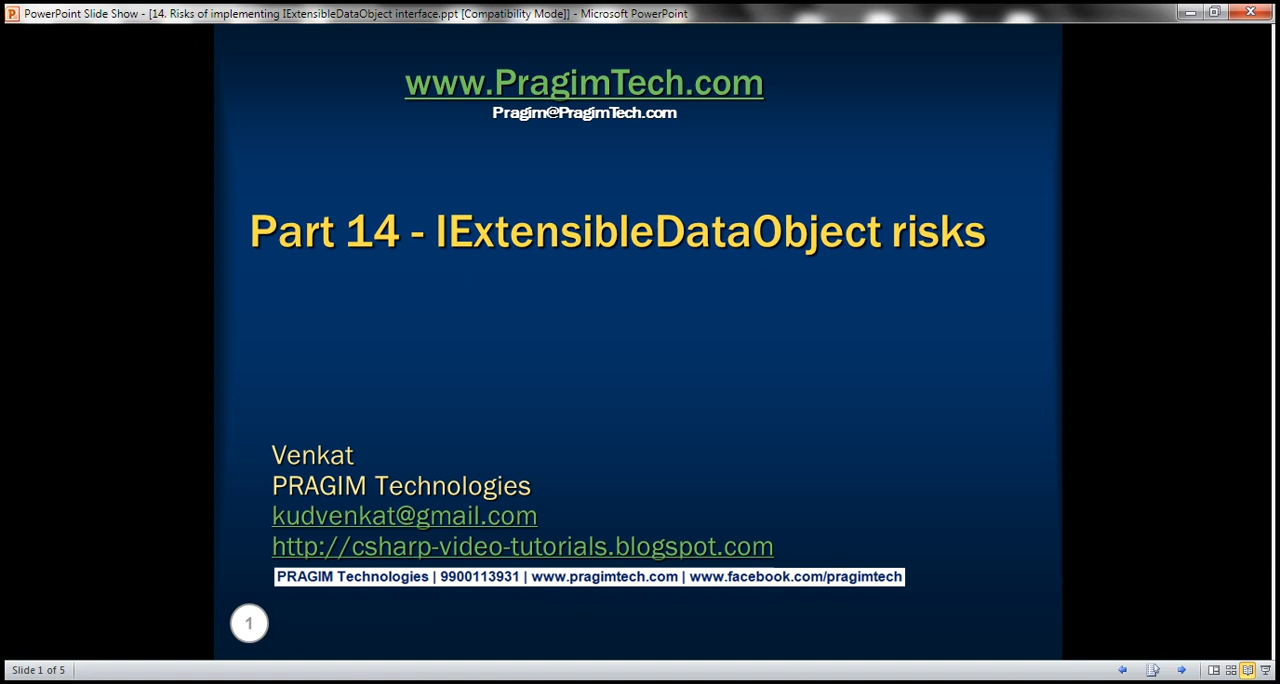 PowerPoint Slide Show - [14. Risks of implementing IExtensibleDataObject interface.ppt [Compatibility Mode]] - Microsoft PowerPoint
www.PragimTech.com
Pragim@PragimTech.com
Part 14 - IExtensibleDataObject risks
Venkat
PRAGIM Technologies
kudvenkat@gmail.com
http://csharp-video-tutorials.blogspot.com
PRAGIM Technologies | 9900113931 | www.pragimtech.com | www.facebook.com/pragimtech
1
Slide 1 of 5